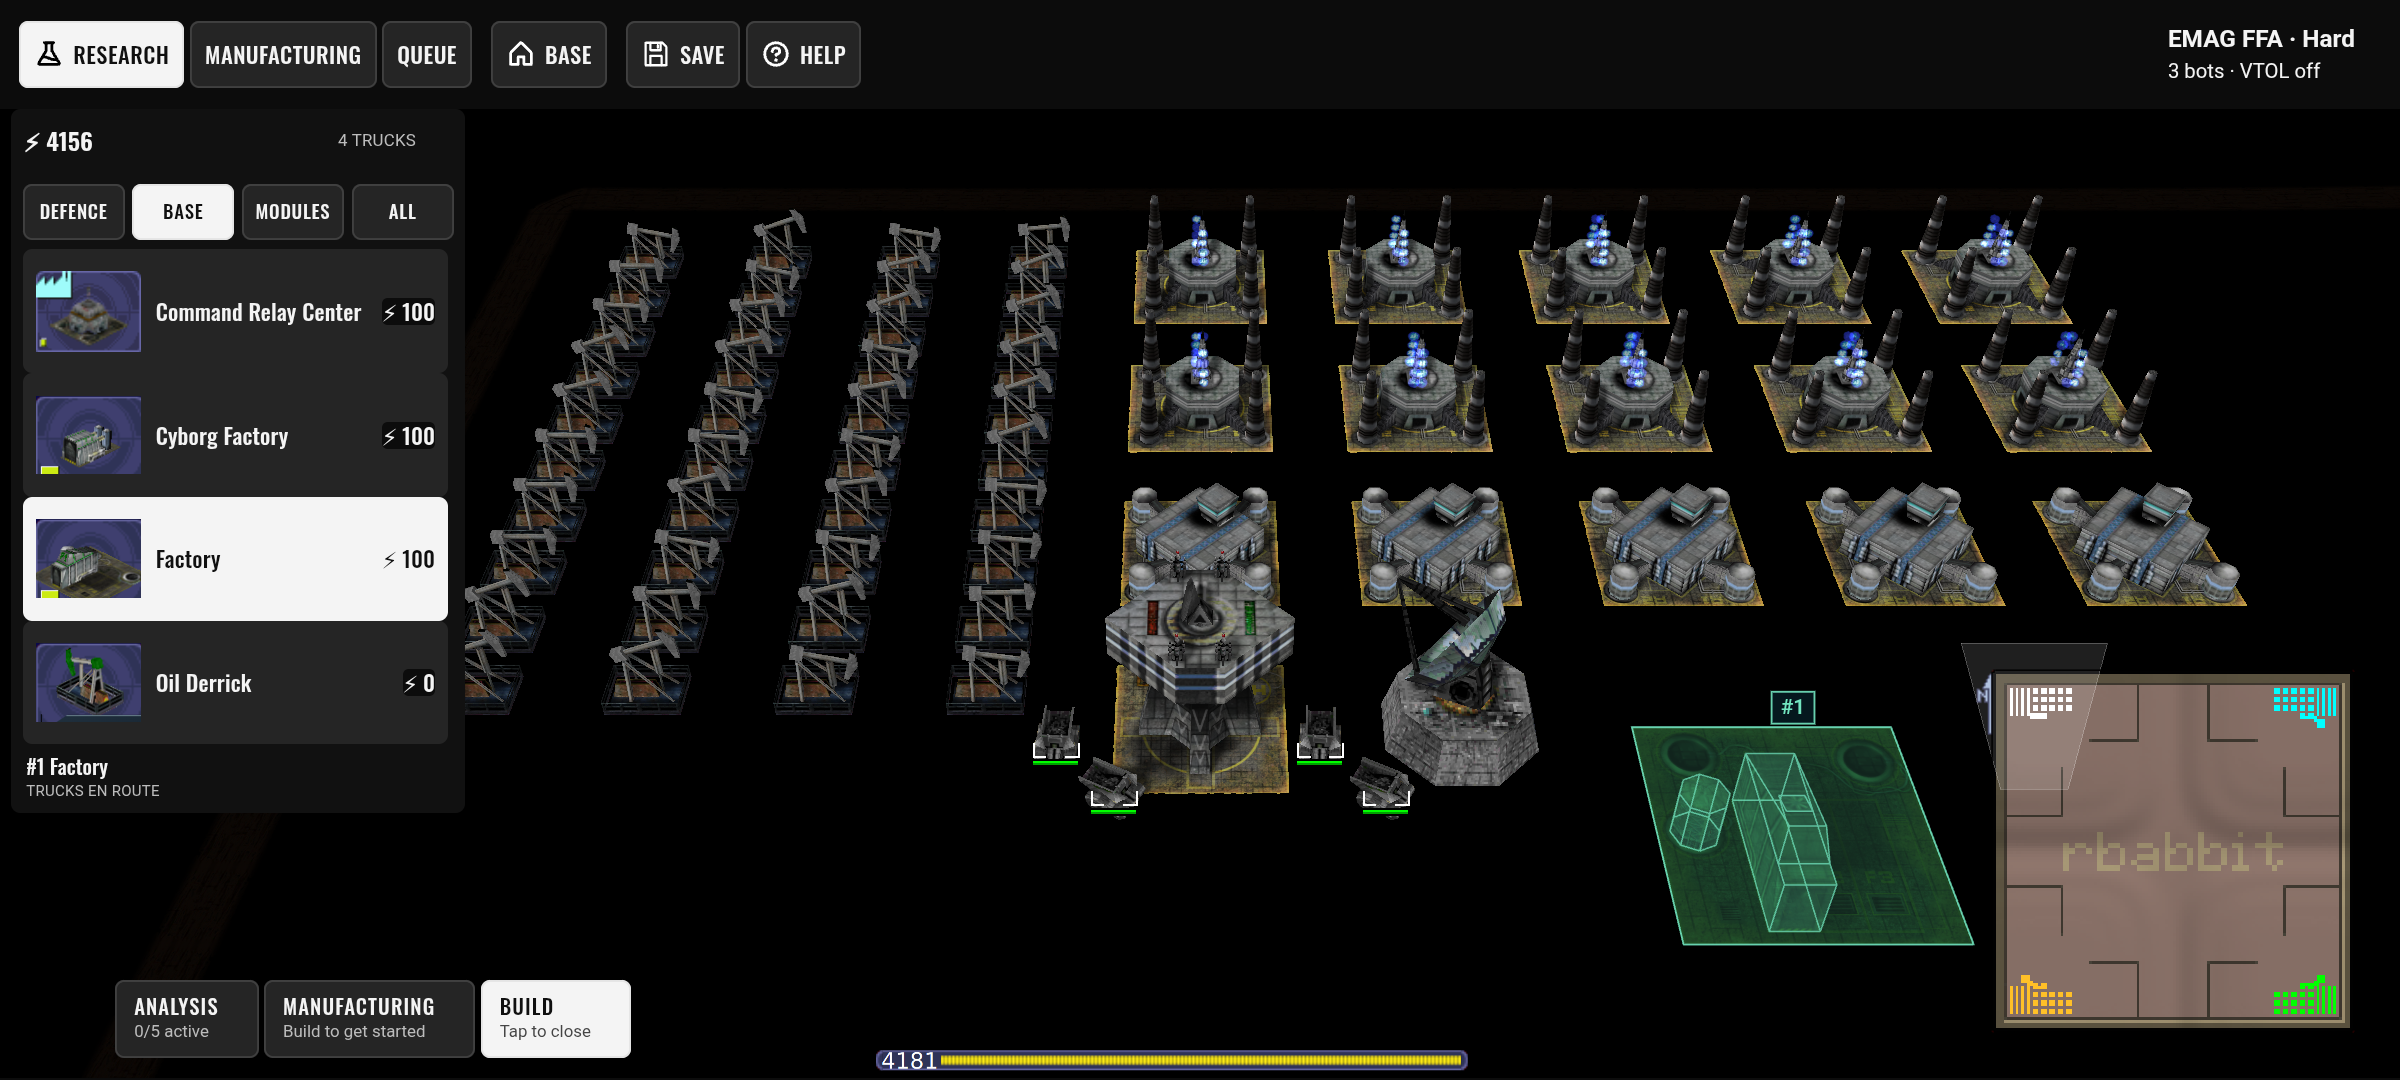 RESEARCH
MANUFACTURING
QUEUE
BASE
SAVE
HELP
EMAG FFA · Hard
3 bots · VTOL off
4156
4 TRUCKS
DEFENCE
BASE
MODULES
ALL
Command Relay Center
100
Cyborg Factory
100
Factory
100
Oil Derrick
0
#1 Factory
TRUCKS EN ROUTE
#1
N
rbabbit
ANALYSIS
0/5 active
MANUFACTURING
Build to get started
BUILD
Tap to close
4181